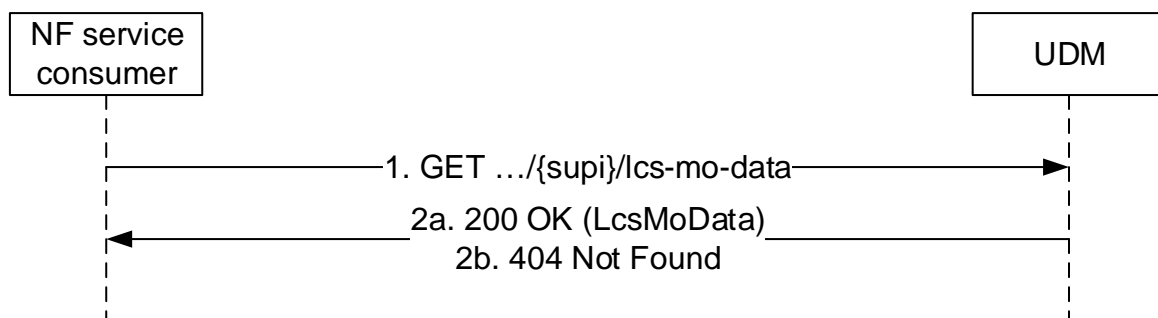 NF service
consumer
UDM
1. GET …/{supi}/lcs-mo-data
2a. 200 OK (LcsMoData)
2b. 404 Not Found